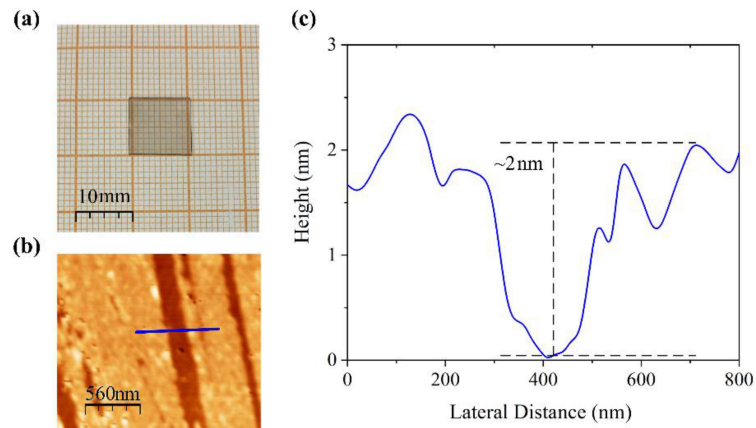 (a)
10mm
(b)
560nm
(c)
3
2
1
0
Height (nm)
~2nm
0 200 400 600 800
Lateral Distance (nm)